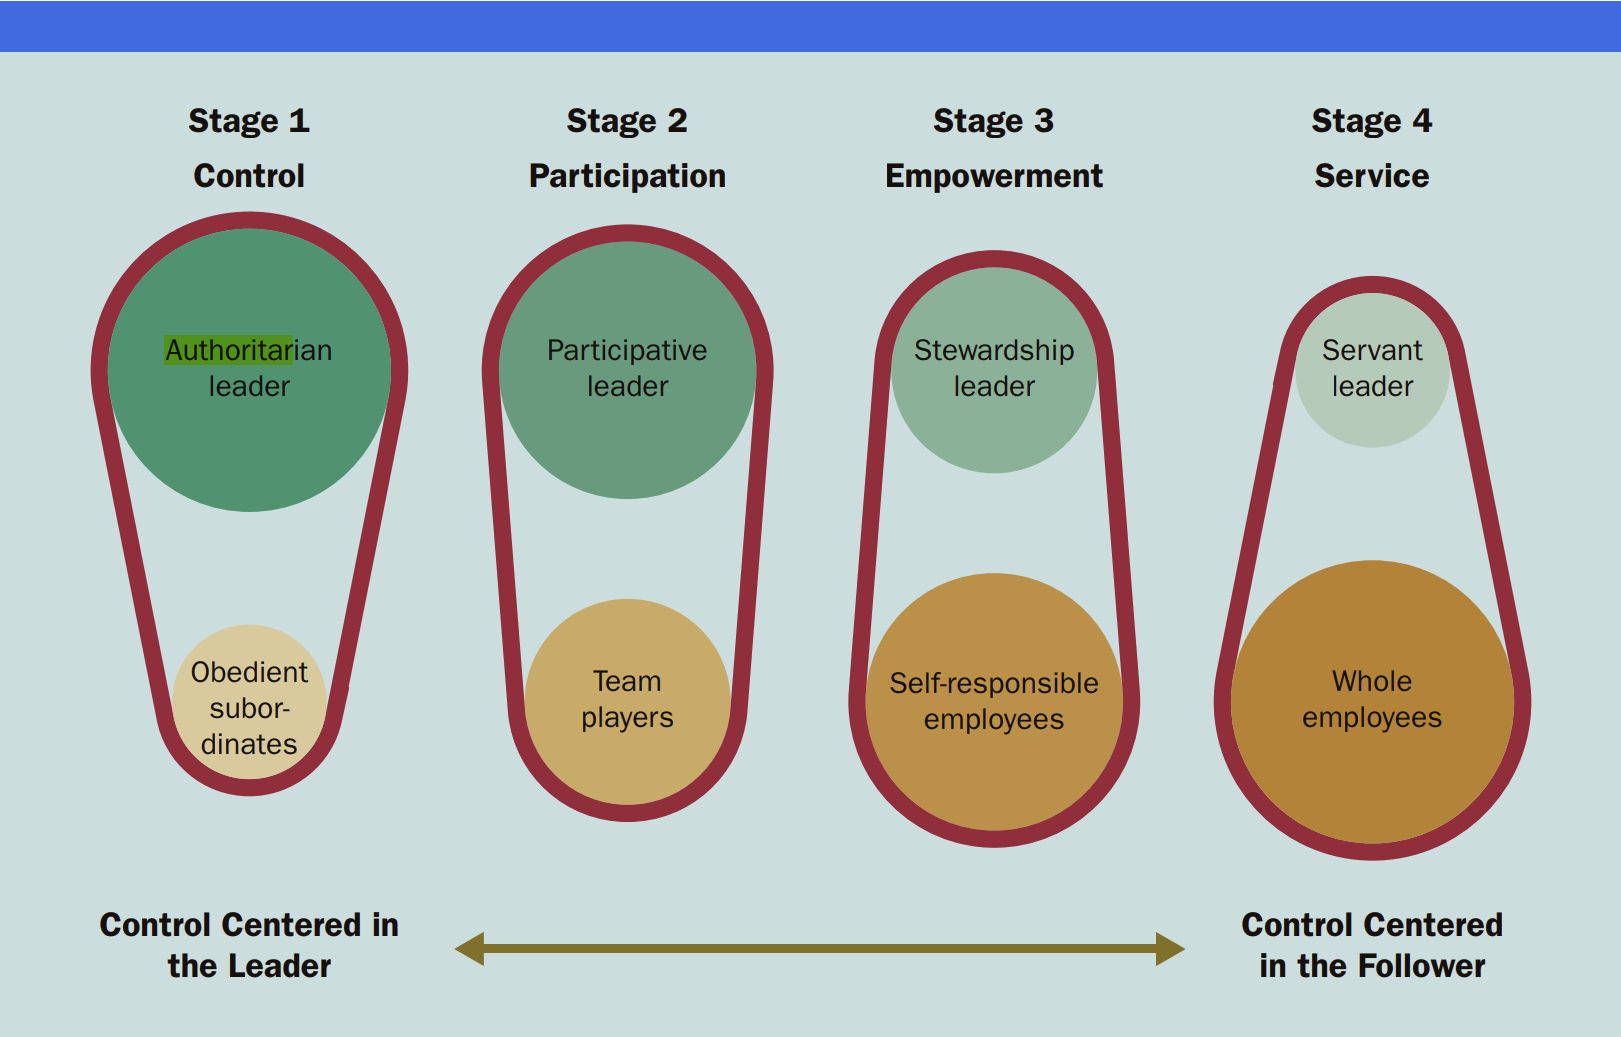 Stage 1
Control
Stage 2
Participation
Stage 3
Empowerment
Stage 4
Service
Authoritarian
leader
Participative
leader
Stewardship
leader
Servant
leader
Obedient
subor-
dinates
Team
players
Self-responsible
employees
Whole
employees
Control Centered in
the Leader
Control Centered
in the Follower